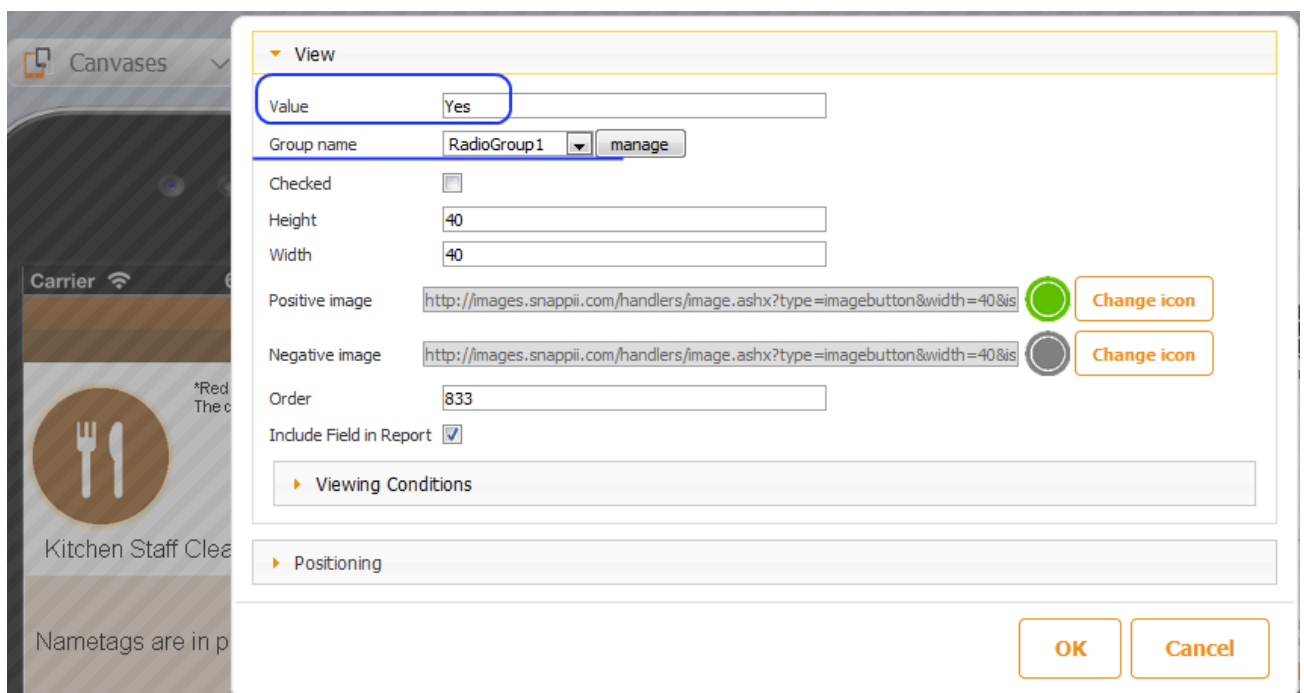 Canvases
View
Value Yes
Group name RadioGroup1 manage
Checked
Height 40
Width 40
Carrier
Positive image http://images.snappii.com/handlers/image.ashx?type=imagebutton&width=40&is Change icon
Negative image http://images.snappii.com/handlers/image.ashx?type=imagebutton&width=40&is Change icon
*Red
The c
Order 833
Include Field in Report
Viewing Conditions
Kitchen Staff Clea
Positioning
Nametags are in p
OK Cancel